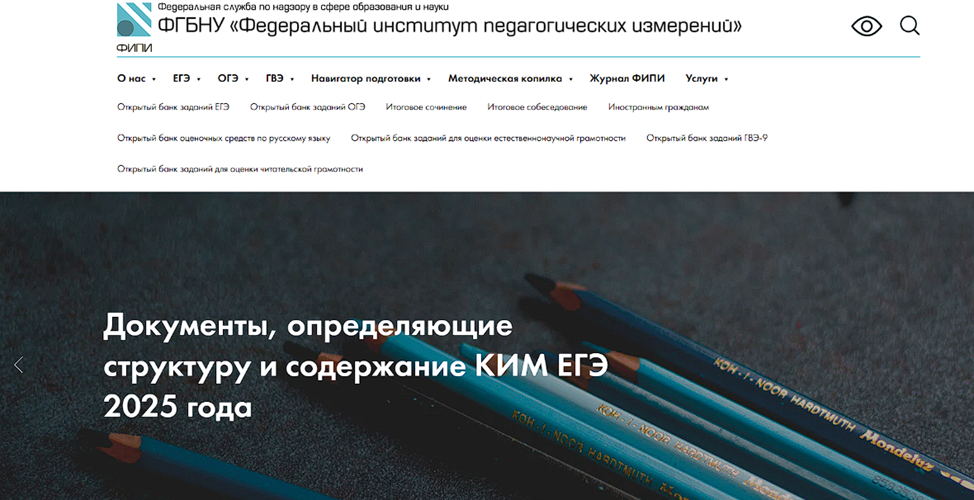 Федеральная служба по надзору в сфере образования и науки
ФГБНУ «Федеральный институт педагогических измерений»
ФИПИ
О нас ЕГЭ ОГЭ ГВЭ Навигатор подготовки Методическая копилка Журнал ФИПИ Услуги
Открытый банк заданий ЕГЭ Открытый банк заданий ОГЭ Итоговое сочинение Итоговое собеседование Иностранным гражданам
Открытый банк оценочных средств по русскому языку Открытый банк заданий для оценки естественнонаучной грамотности Открытый банк заданий ГВЭ-9
Открытый банк заданий для оценки читательской грамотности
Документы, определяющие
структуру и содержание КИМ ЕГЭ
2025 года
KOH-I-NOOR HARDTMUTH Mondeluz
KOH-I-NOOR HARDTMUTH
KOH-I-NOOR HARDTMUTH